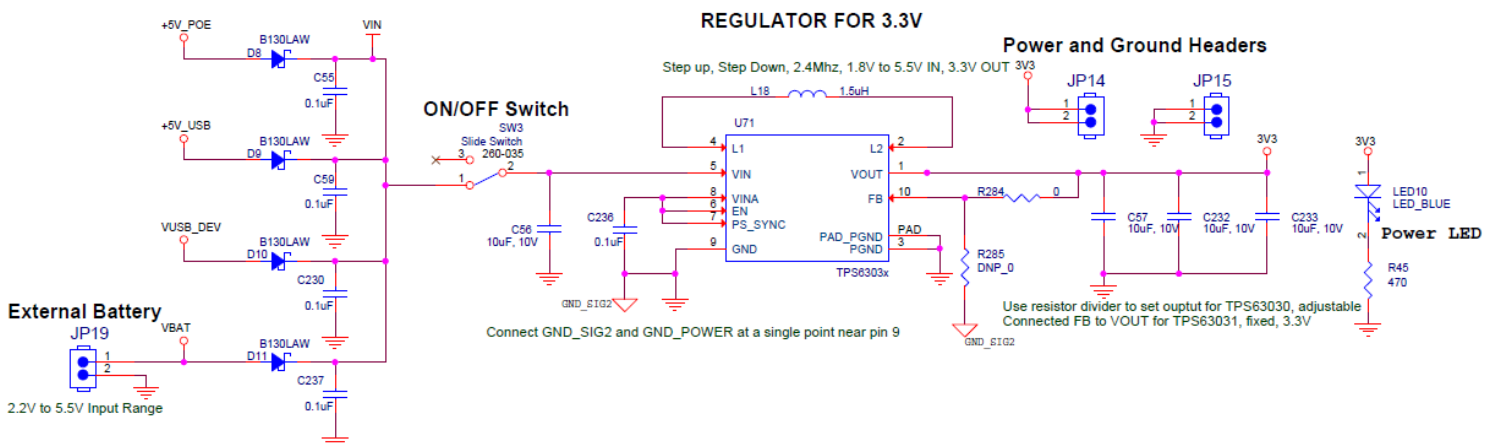 REGULATOR FOR 3.3V
+5V_POE
B130LAW
VIN
D8
C55
0.1uF
+5V_USB
B130LAW
D9
C59
0.1uF
VUSB_DEV
B130LAW
D10
C230
0.1uF
External Battery
JP19
VBAT
B130LAW
1
2
D11
C237
0.1uF
2.2V to 5.5V Input Range
ON/OFF Switch
SW3
Slide Switch
260-035
3
2
1
C56
10uF, 10V
C236
0.1uF
GND_SIG2
Step up, Step Down, 2.4Mhz, 1.8V to 5.5V IN, 3.3V OUT
L18
1.5uH
U71
4
L1
L2
2
5
VIN
VOUT
1
8
VINA
FB
10
6
EN
7
PS_SYNC
PAD_PGND
PAD
9
GND
PGND
3
TPS6303x
Connect GND_SIG2 and GND_POWER at a single point near pin 9
R284
0
R285
DNP_0
GND_SIG2
Power and Ground Headers
3V3
JP14
1
2
JP15
1
2
3V3
C57
10uF, 10V
C232
10uF, 10V
C233
10uF, 10V
Use resistor divider to set ouptut for TPS63030, adjustable
Connected FB to VOUT for TPS63031, fixed, 3.3V
3V3
1
LED10
LED_BLUE
2
Power LED
R45
470